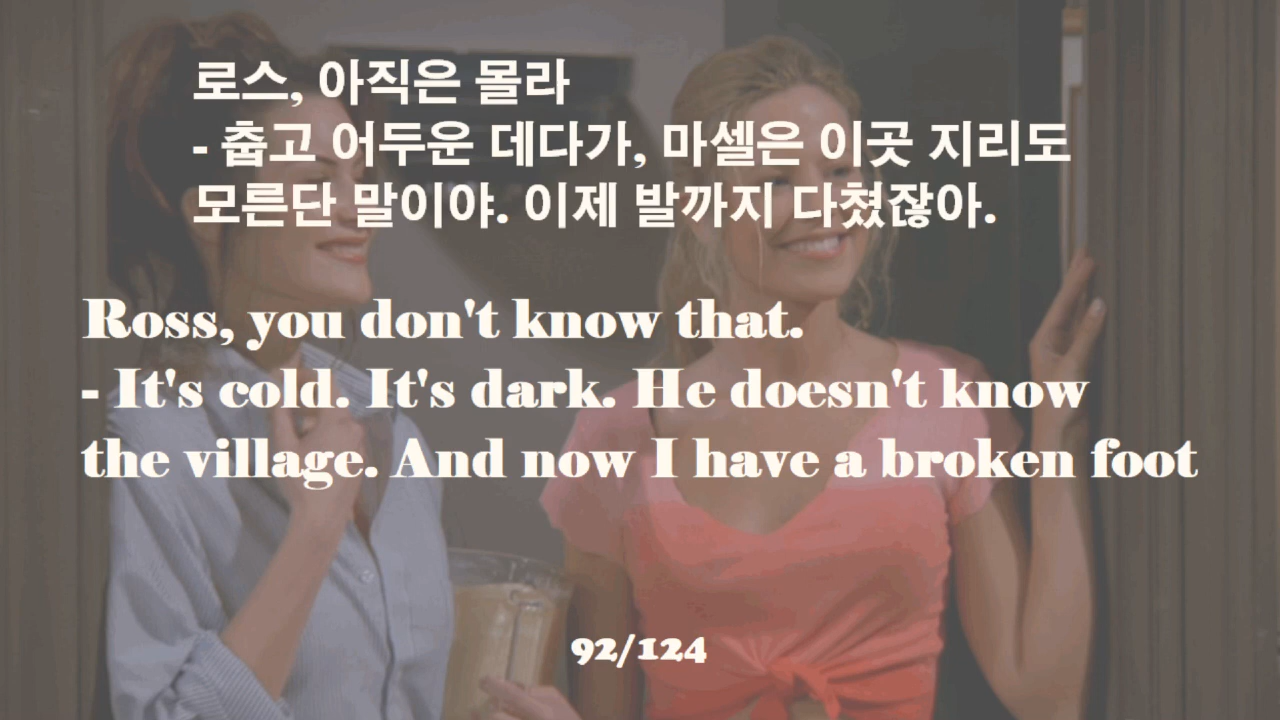 로스, 아직은 몰라
- 춥고 어두운 데다가, 마셀은 이곳 지리도
모른단 말이야. 이제 발까지 다쳤잖아.
Ross, you don't know that.
- It's cold. It's dark. He doesn't know
the village. And now I have a broken foot
92/124